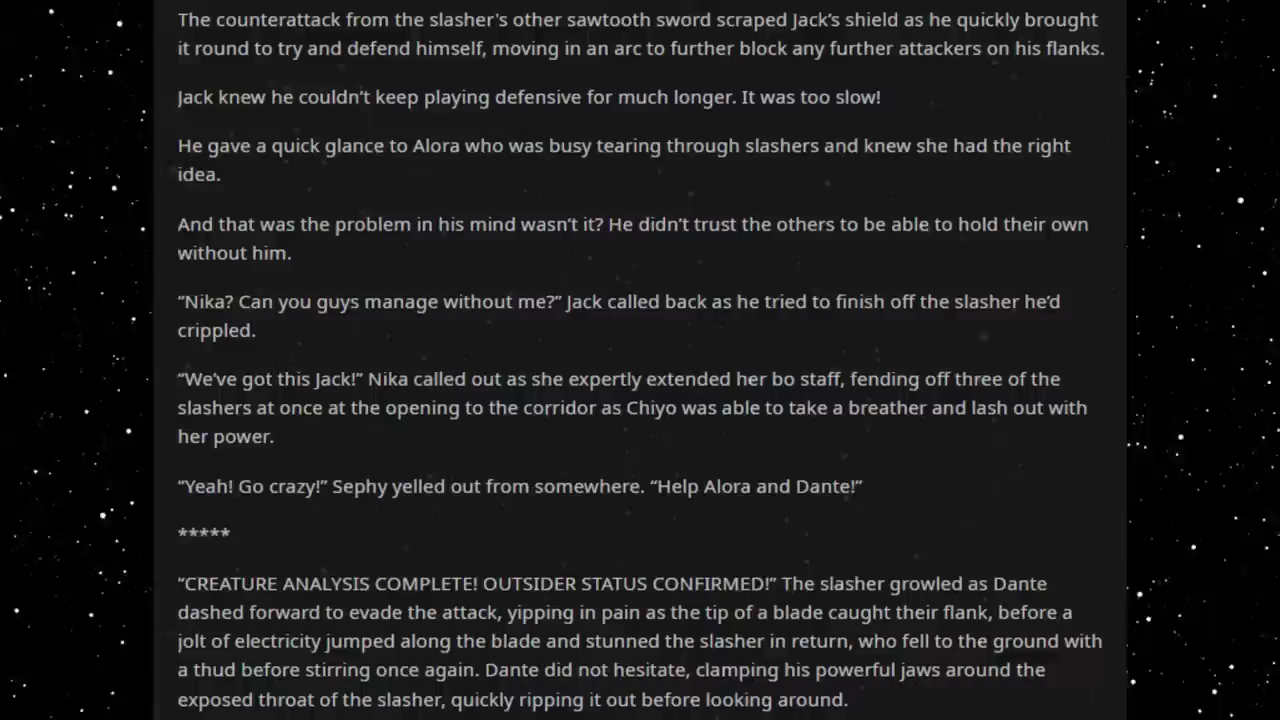 The counterattack from the slasher's other sawtooth sword scraped Jack’s shield as he quickly brought
it round to try and defend himself, moving in an arc to further block any further attackers on his flanks.
Jack knew he couldn’t keep playing defensive for much longer. It was too slow!
He gave a quick glance to Alora who was busy tearing through slashers and knew she had the right
idea.
And that was the problem in his mind wasn’t it? He didn’t trust the others to be able to hold their own
without him.
“Nika? Can you guys manage without me?” Jack called back as he tried to finish off the slasher he’d
crippled.
“We’ve got this Jack!” Nika called out as she expertly extended her bo staff, fending off three of the
slashers at once at the opening to the corridor as Chiyo was able to take a breather and lash out with
her power.
“Yeah! Go crazy!” Sephy yelled out from somewhere. “Help Alora and Dante!”
*****
“CREATURE ANALYSIS COMPLETE! OUTSIDER STATUS CONFIRMED!” The slasher growled as Dante
dashed forward to evade the attack, yipping in pain as the tip of a blade caught their flank, before a
jolt of electricity jumped along the blade and stunned the slasher in return, who fell to the ground with
a thud before stirring once again. Dante did not hesitate, clamping his powerful jaws around the
exposed throat of the slasher, quickly ripping it out before looking around.